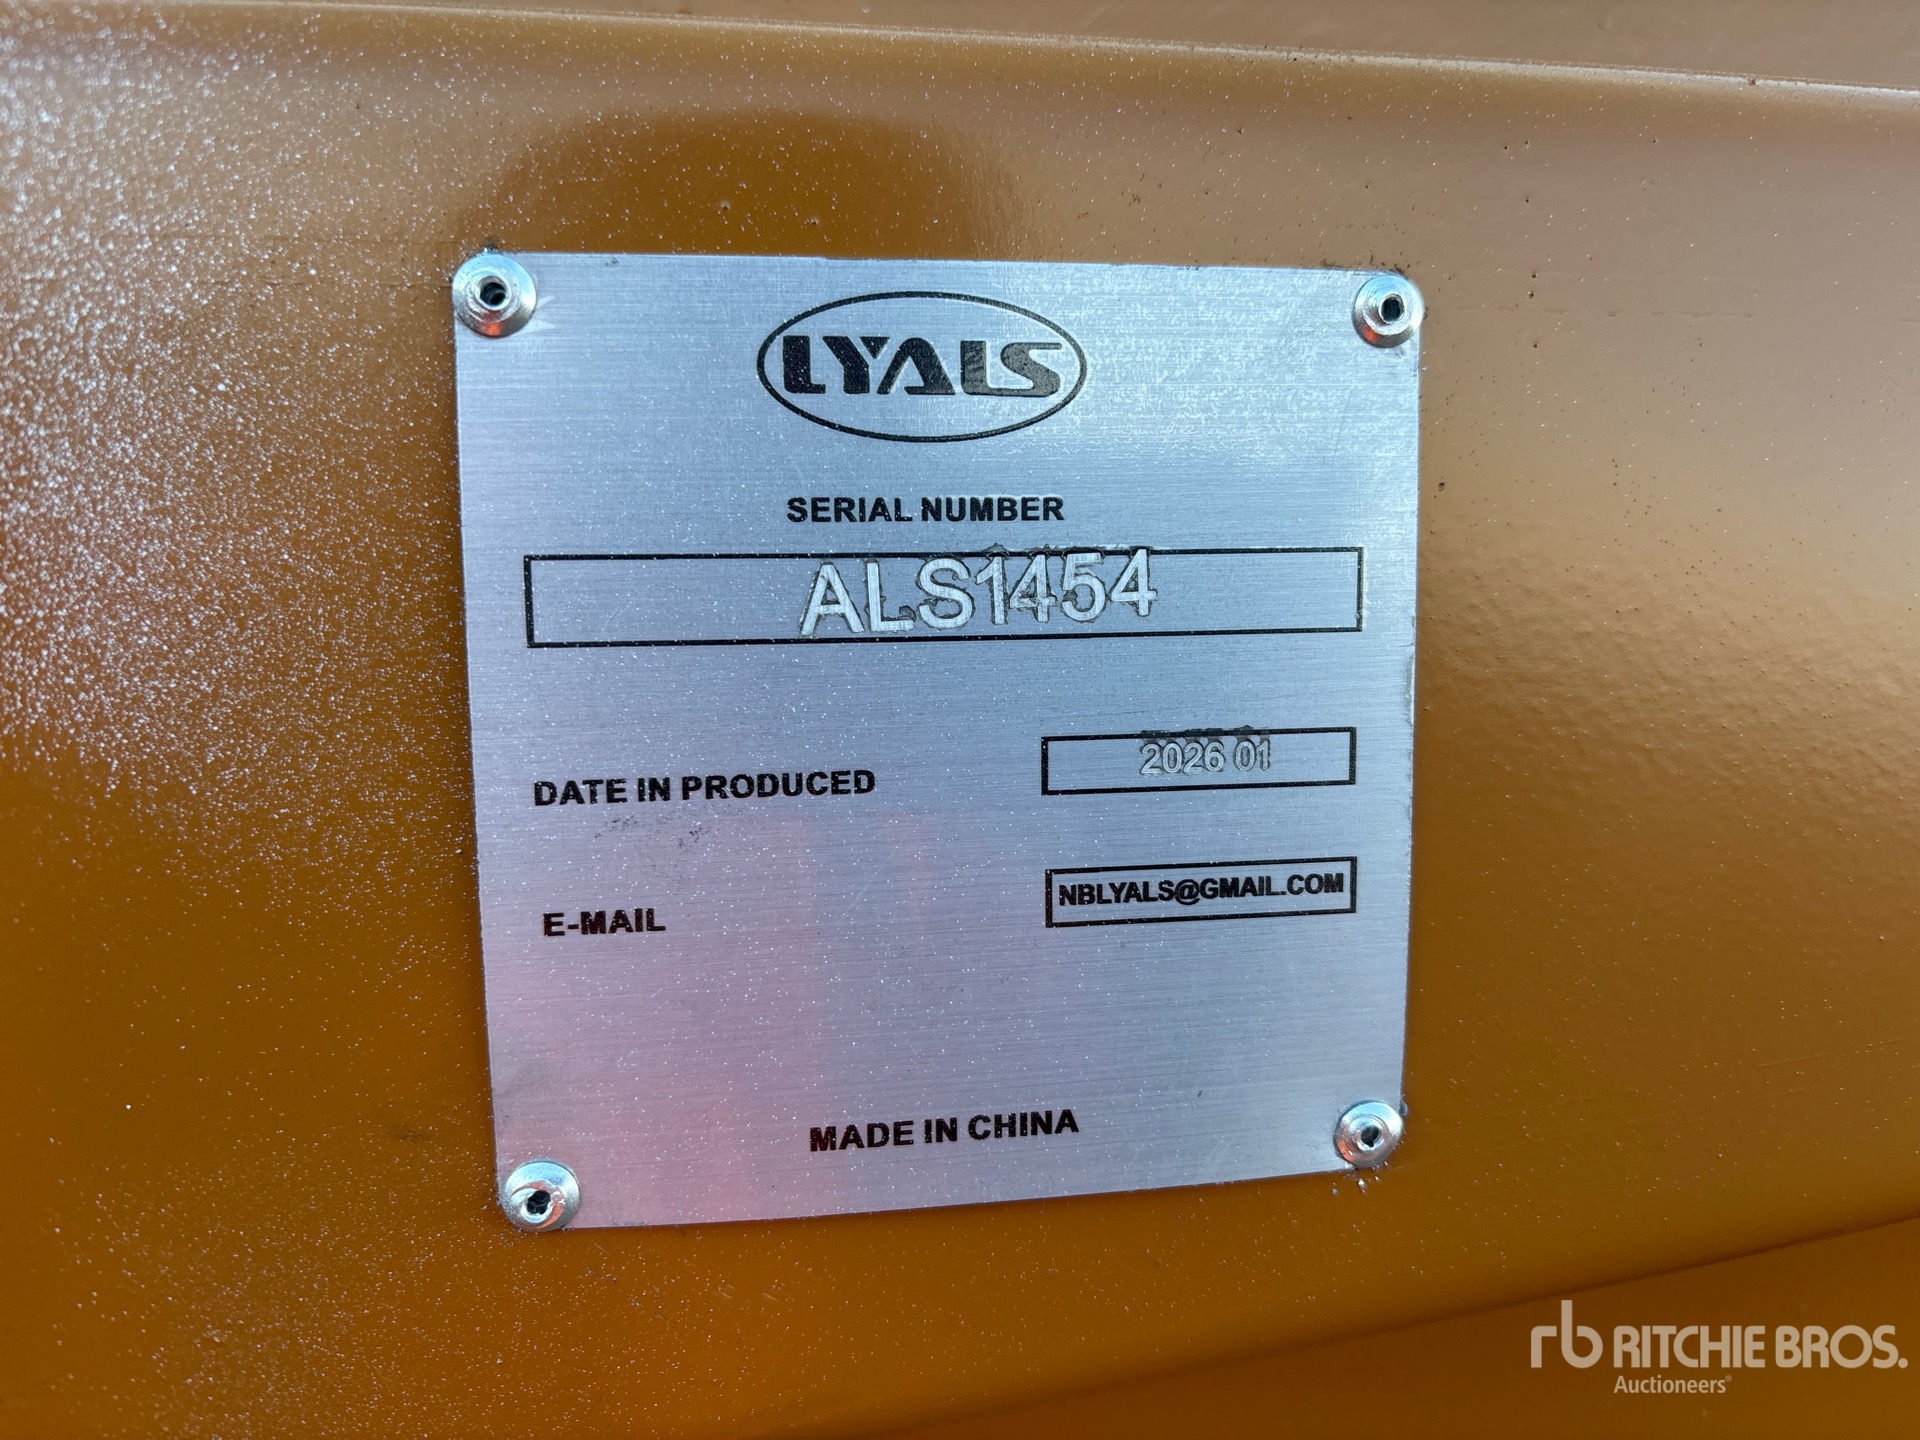 LYALS
SERIAL NUMBER
ALS1454
DATE IN PRODUCED
2026 01
E-MAIL
NBLYALS@GMAIL.COM
MADE IN CHINA
rb RITCHIE BROS.
Auctioneers®